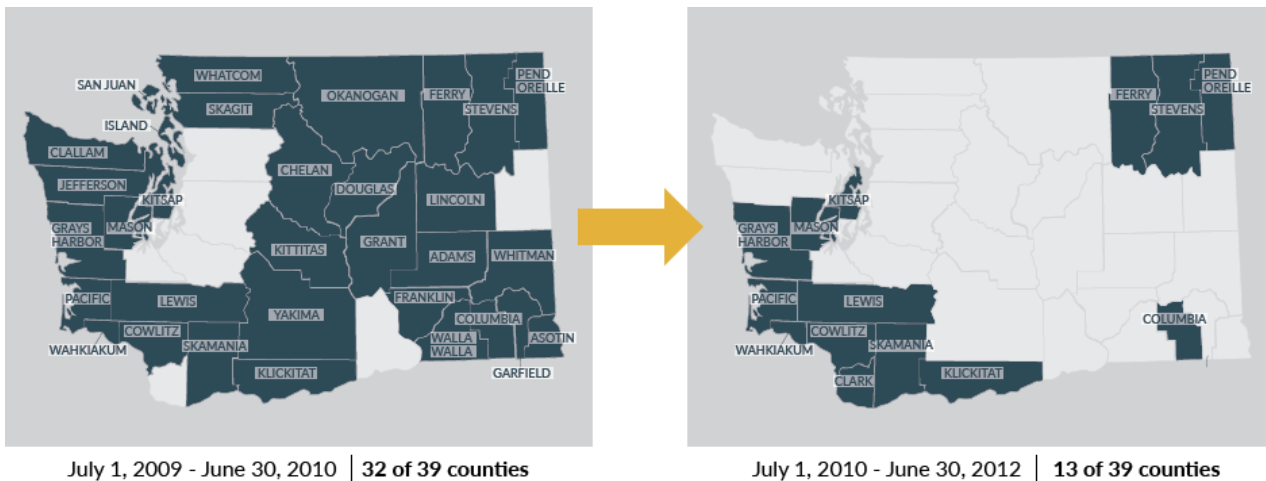 WHATCOM
SAN JUAN
SKAGIT
ISLAND
OKANOGAN
FERRY
PEND
OREILLE
STEVENS
CLALLAM
CHELAN
JEFFERSON
DOUGLAS
KITSAP
LINCOLN
MASON
GRAYS
HARBOR
KITTITAS
GRANT
ADAMS
WHITMAN
PACIFIC
LEWIS
FRANKLIN
YAKIMA
COLUMBIA
COWLITZ
WALLA
WALLA
ASOTIN
WAHKIAKUM
SKAMANIA
KLICKITAT
GARFIELD
July 1, 2009 - June 30, 2010 | 32 of 39 counties
FERRY
PEND
OREILLE
STEVENS
KITSAP
MASON
GRAYS
HARBOR
PACIFIC
LEWIS
COLUMBIA
COWLITZ
WAHKIAKUM
SKAMANIA
CLARK
KLICKITAT
July 1, 2010 - June 30, 2012 | 13 of 39 counties